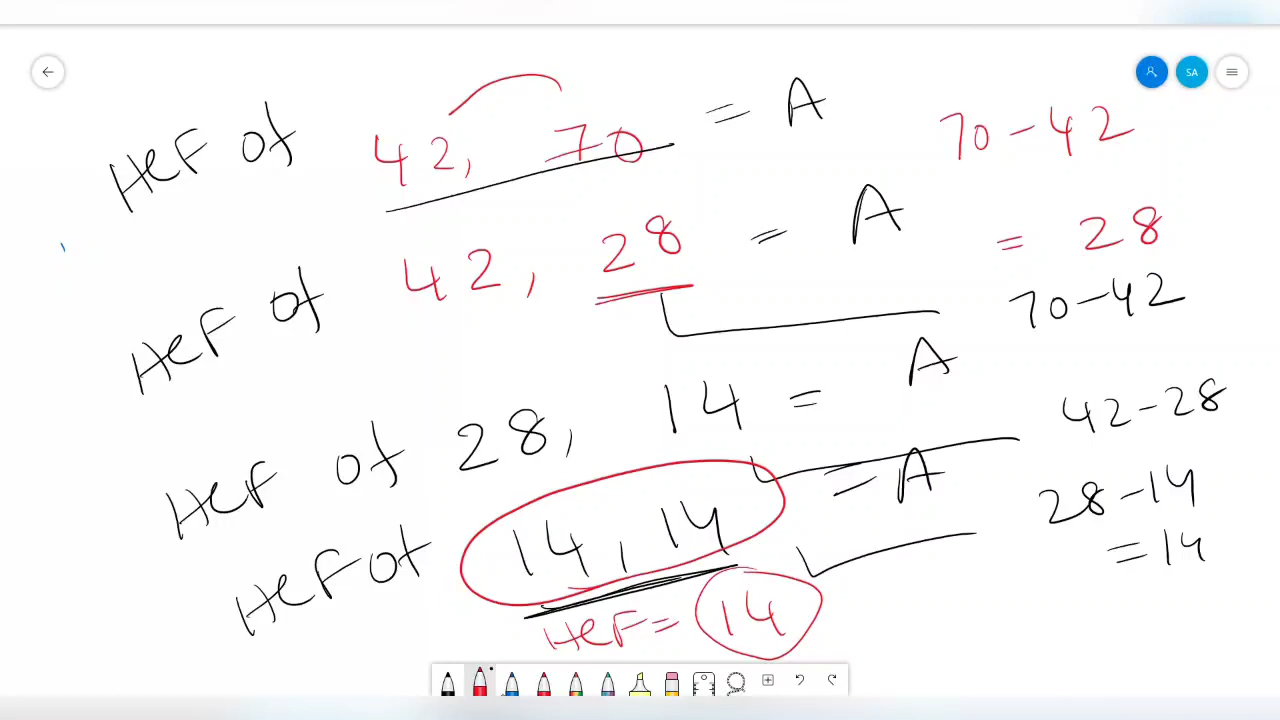 HCF of 42, 70 = A
70 - 42
= 28
HCF of 42, 28 = A
70 - 42
HCF of 28, 14 = A
42 - 28
HCF of 14, 14 = A
28 - 14
= 14
HCF = 14
SA